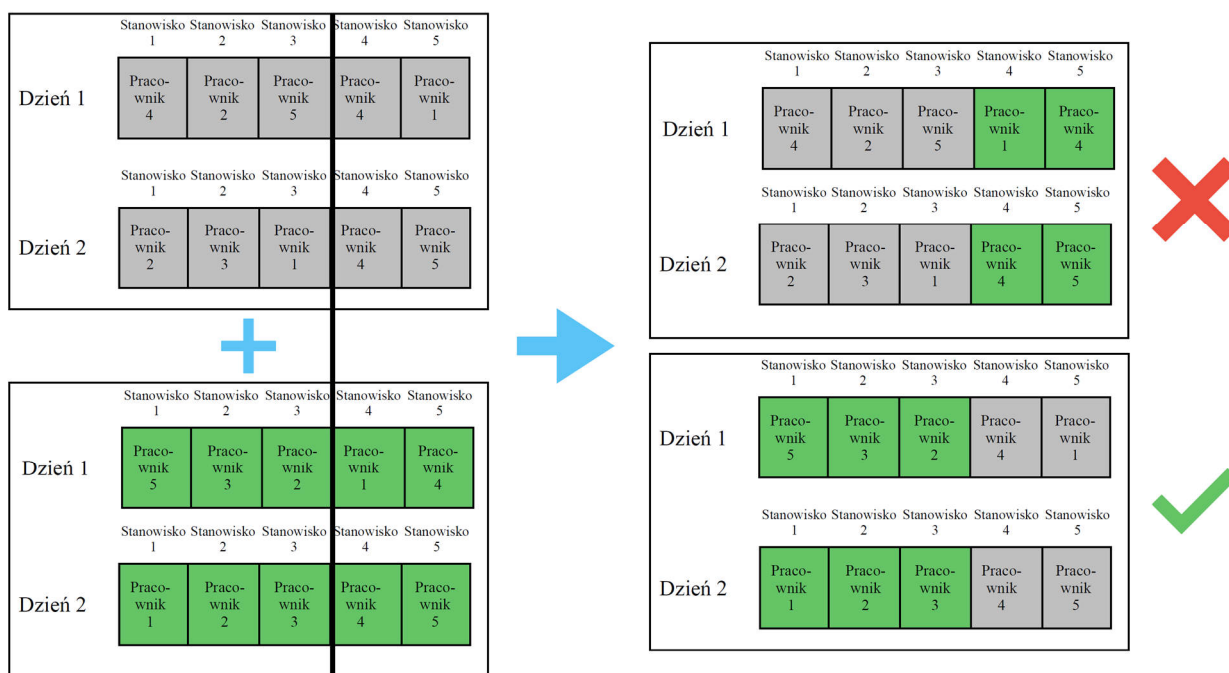 Stanowisko Stanowisko Stanowisko Stanowisko Stanowisko
1 2 3 4 5
Dzień 1
Praco- Praco- Praco- Praco- Praco-
wnik wnik wnik wnik wnik
4 2 5 4 1
Stanowisko Stanowisko Stanowisko Stanowisko Stanowisko
1 2 3 4 5
Dzień 2
Praco- Praco- Praco- Praco- Praco-
wnik wnik wnik wnik wnik
2 3 1 4 5
Stanowisko Stanowisko Stanowisko Stanowisko Stanowisko
1 2 3 4 5
Dzień 1
Praco- Praco- Praco- Praco- Praco-
wnik wnik wnik wnik wnik
5 3 2 1 4
Stanowisko Stanowisko Stanowisko Stanowisko Stanowisko
1 2 3 4 5
Dzień 2
Praco- Praco- Praco- Praco- Praco-
wnik wnik wnik wnik wnik
1 2 3 4 5
Stanowisko Stanowisko Stanowisko Stanowisko Stanowisko
1 2 3 4 5
Dzień 1
Praco- Praco- Praco- Praco- Praco-
wnik wnik wnik wnik wnik
4 2 5 1 4
Stanowisko Stanowisko Stanowisko Stanowisko Stanowisko
1 2 3 4 5
Dzień 2
Praco- Praco- Praco- Praco- Praco-
wnik wnik wnik wnik wnik
2 3 1 4 5
Stanowisko Stanowisko Stanowisko Stanowisko Stanowisko
1 2 3 4 5
Dzień 1
Praco- Praco- Praco- Praco- Praco-
wnik wnik wnik wnik wnik
5 3 2 4 1
Stanowisko Stanowisko Stanowisko Stanowisko Stanowisko
1 2 3 4 5
Dzień 2
Praco- Praco- Praco- Praco- Praco-
wnik wnik wnik wnik wnik
1 2 3 4 5